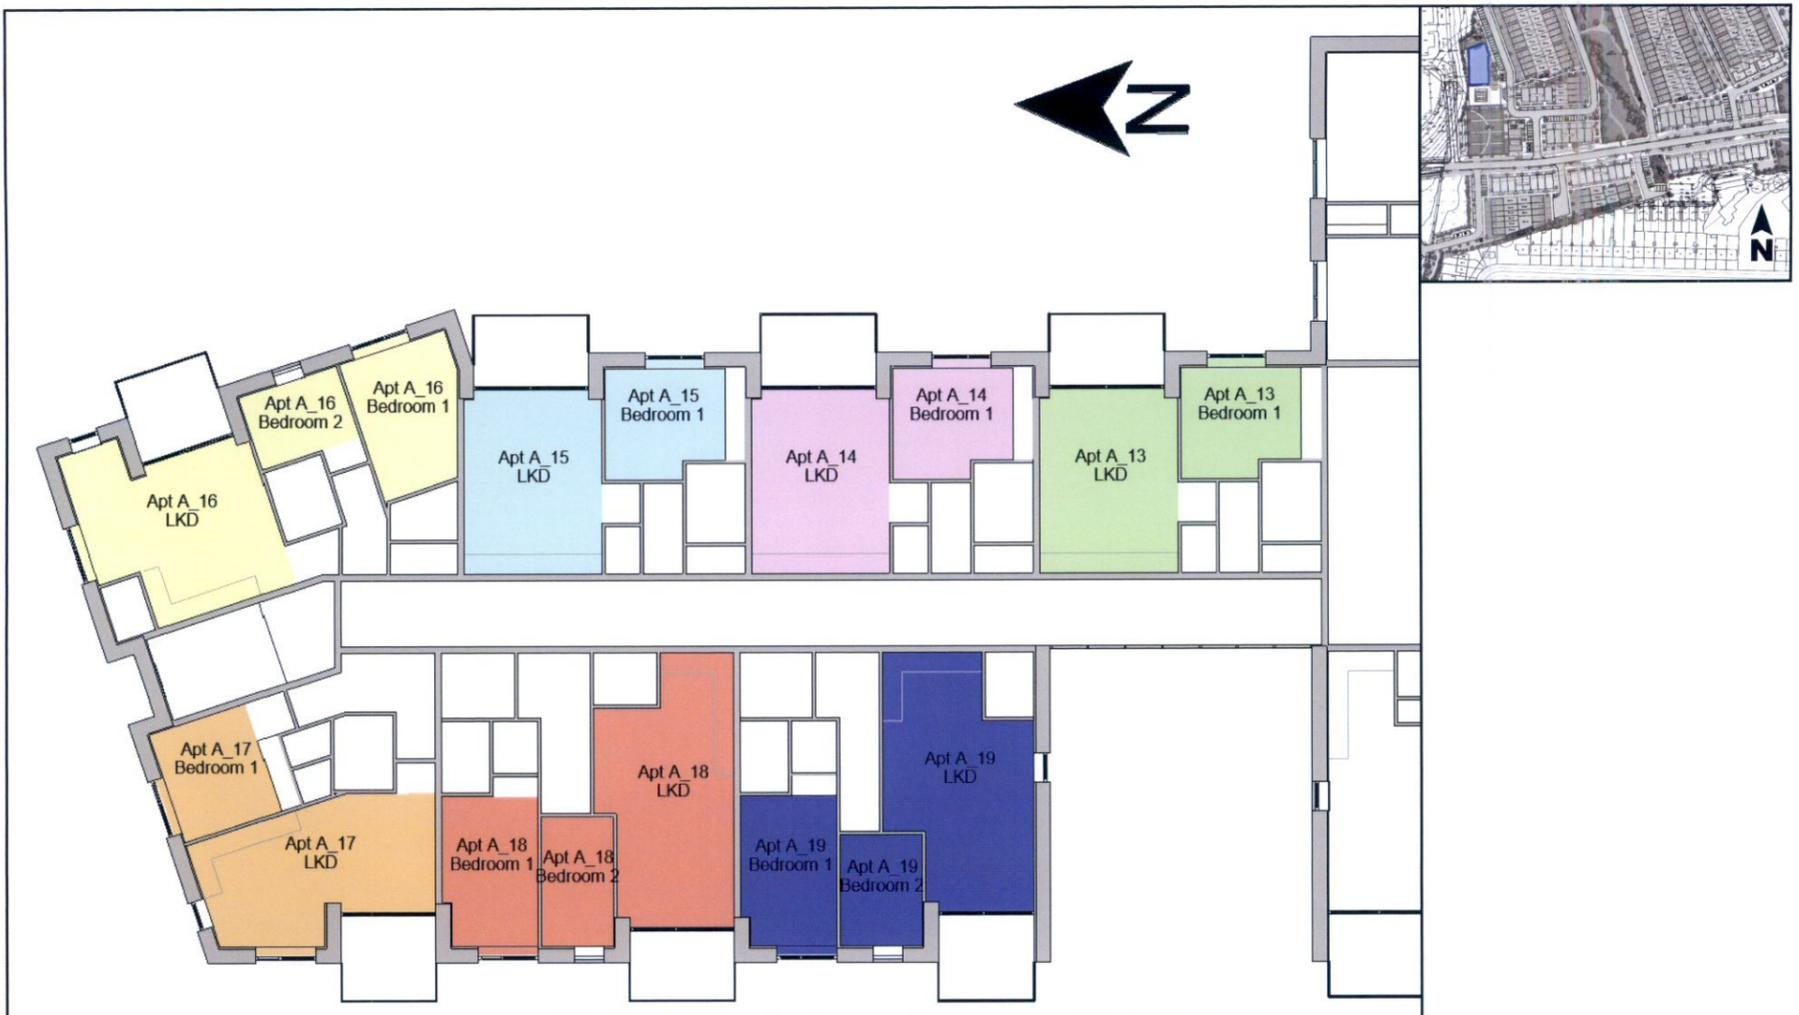 N
N
Apt A_16
Bedroom 2
Apt A_16
Bedroom 1
Apt A_15
Bedroom 1
Apt A_14
Bedroom 1
Apt A_13
Bedroom 1
Apt A_16
LKD
Apt A_15
LKD
Apt A_14
LKD
Apt A_13
LKD
Apt A_17
Bedroom 1
Apt A_17
LKD
Apt A_18
Bedroom 1
Apt A_18
Bedroom 2
Apt A_18
LKD
Apt A_19
Bedroom 1
Apt A_19
Bedroom 2
Apt A_19
LKD